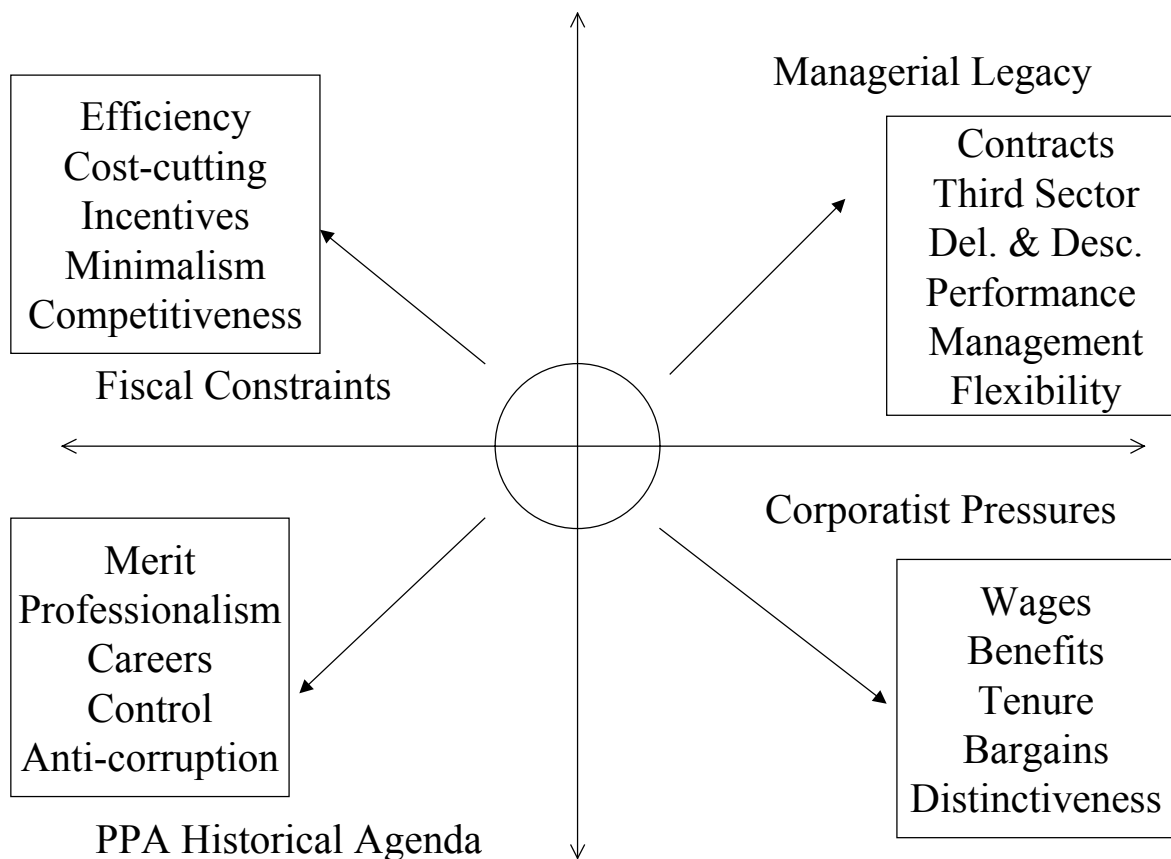 Efficiency
Cost-cutting
Incentives
Minimalism
Competitiveness
Fiscal Constraints
Managerial Legacy
Contracts
Third Sector
Del. & Desc.
Performance
Management
Flexibility
Merit
Professionalism
Careers
Control
Anti-corruption
PPA Historical Agenda
Corporatist Pressures
Wages
Benefits
Tenure
Bargains
Distinctiveness